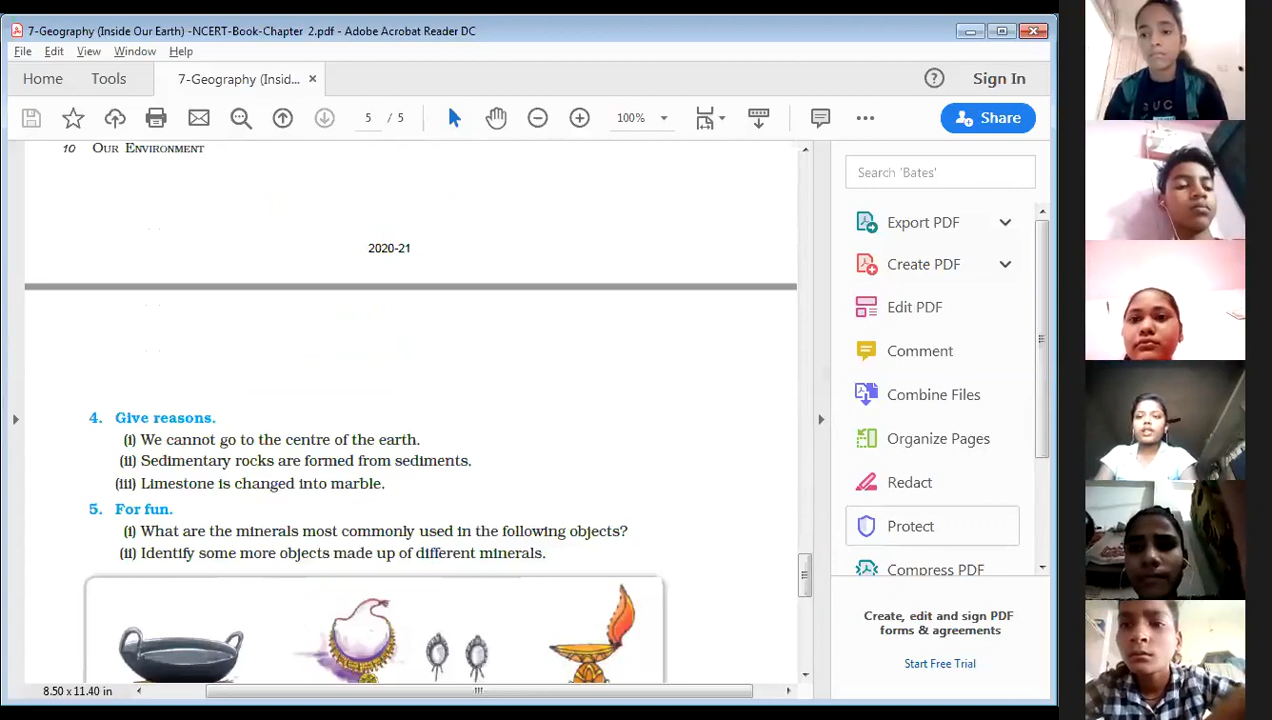 7-Geography (Inside Our Earth) -NCERT-Book-Chapter 2.pdf - Adobe Acrobat Reader DC
File Edit View Window Help
Home Tools 7-Geography (Insid... × ? Sign In
5 / 5 100% Share
10 OUR ENVIRONMENT
2020-21
4. Give reasons.
(i) We cannot go to the centre of the earth.
(ii) Sedimentary rocks are formed from sediments.
(iii) Limestone is changed into marble.
5. For fun.
(i) What are the minerals most commonly used in the following objects?
(ii) Identify some more objects made up of different minerals.
8.50 x 11.40 in
Search 'Bates'
Export PDF
Create PDF
Edit PDF
Comment
Combine Files
Organize Pages
Redact
Protect
Compress PDF
Create, edit and sign PDF
forms & agreements
Start Free Trial